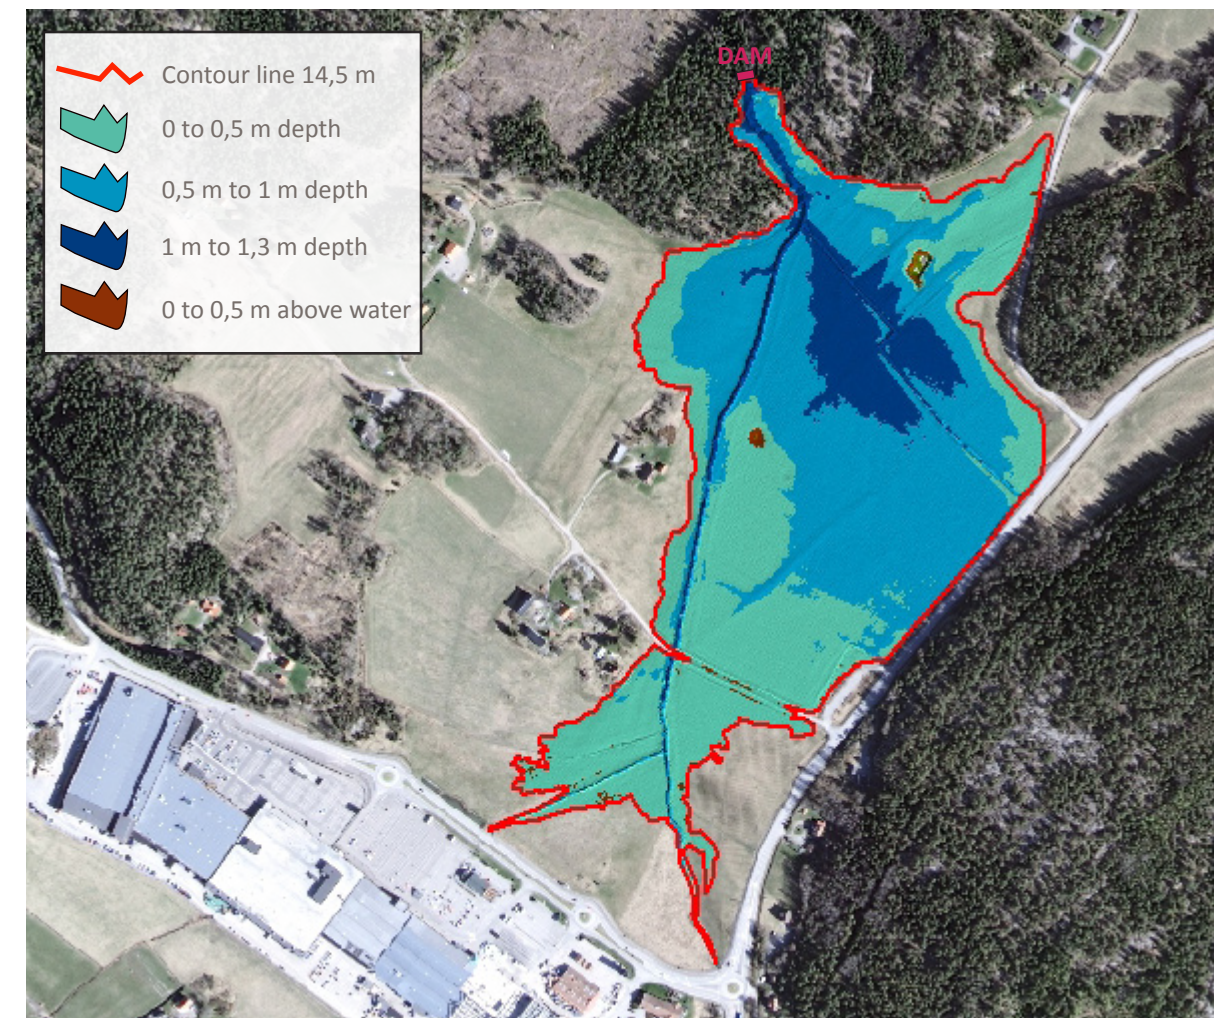 DAM
Contour line 14,5 m
0 to 0,5 m depth
0,5 m to 1 m depth
1 m to 1,3 m depth
0 to 0,5 m above water